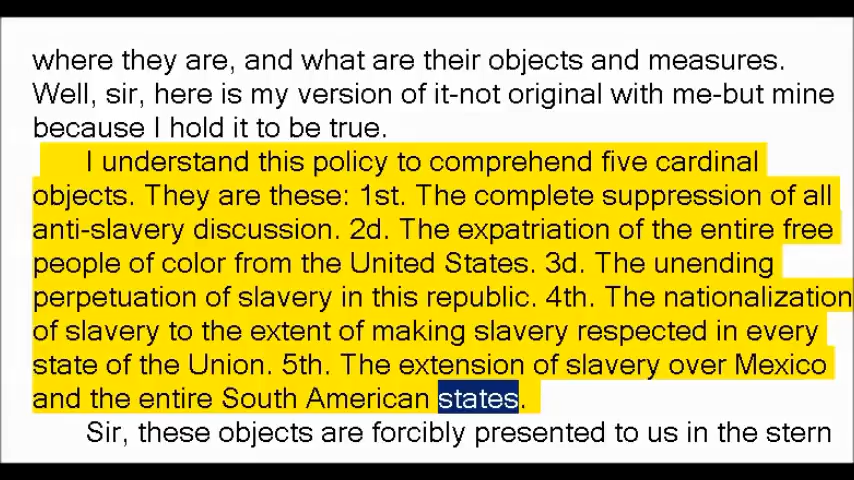 where they are, and what are their objects and measures.
Well, sir, here is my version of it-not original with me-but mine
because I hold it to be true.
I understand this policy to comprehend five cardinal
objects. They are these: 1st. The complete suppression of all
anti-slavery discussion. 2d. The expatriation of the entire free
people of color from the United States. 3d. The unending
perpetuation of slavery in this republic. 4th. The nationalization
of slavery to the extent of making slavery respected in every
state of the Union. 5th. The extension of slavery over Mexico
and the entire South American states.
Sir, these objects are forcibly presented to us in the stern